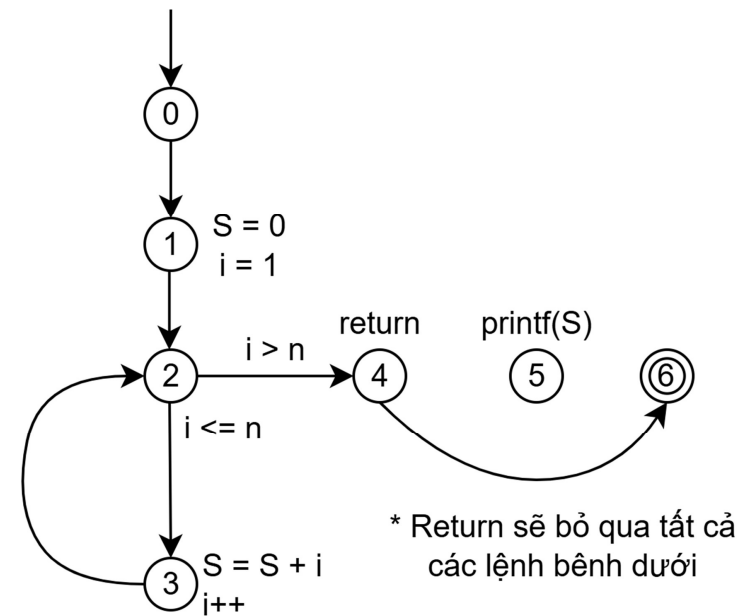 0
1
S = 0
i = 1
return
printf(S)
i > n
2
4
5
6
i <= n
* Return sẽ bỏ qua tất cả
các lệnh bênh dưới
3
S = S + i
i++